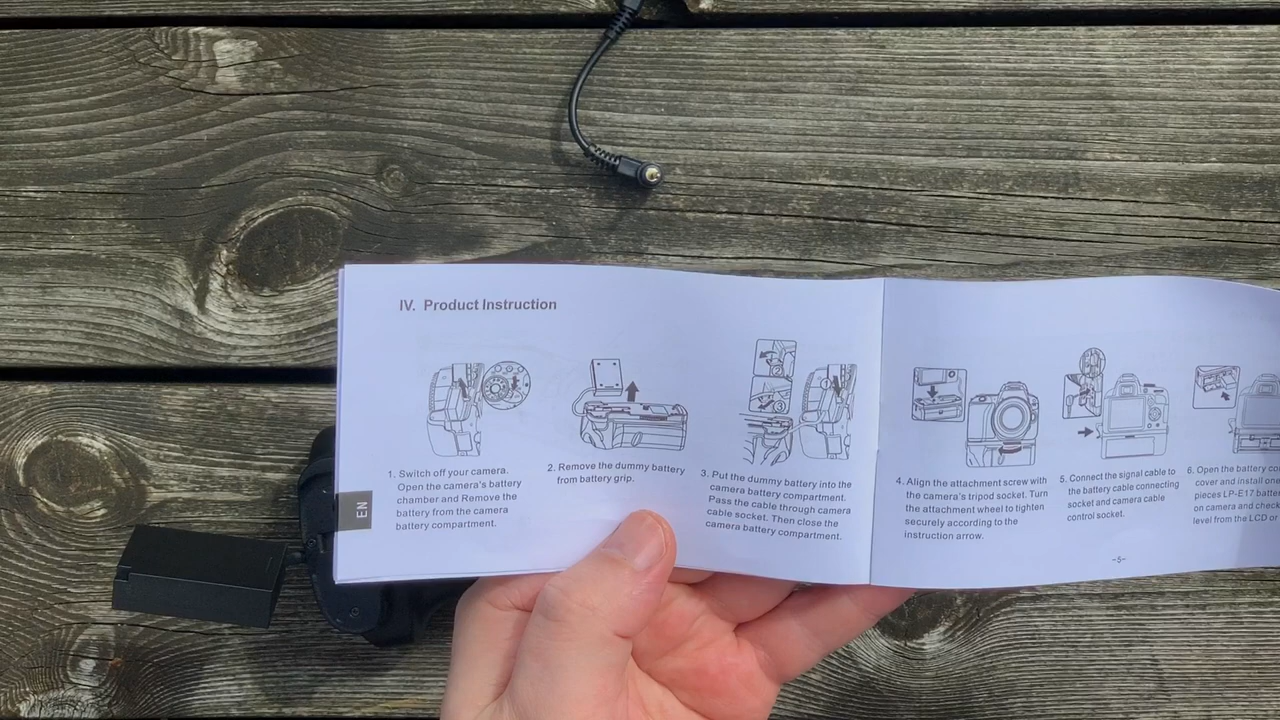 IV. Product Instruction
1. Switch off your camera.
Open the camera's battery
chamber and Remove the
battery from the camera
battery compartment.
2. Remove the dummy battery
from battery grip.
3. Put the dummy battery into the
camera battery compartment.
Pass the cable through camera
cable socket. Then close the
camera battery compartment.
EN
4. Align the attachment screw with
the camera's tripod socket. Turn
the attachment wheel to tighten
securely according to the
instruction arrow.
5. Connect the signal cable to
the battery cable connecting
socket and camera cable
control socket.
6. Open the battery co
cover and install one
pieces LP-E17 batte
on camera and check
level from the LCD or
–5–